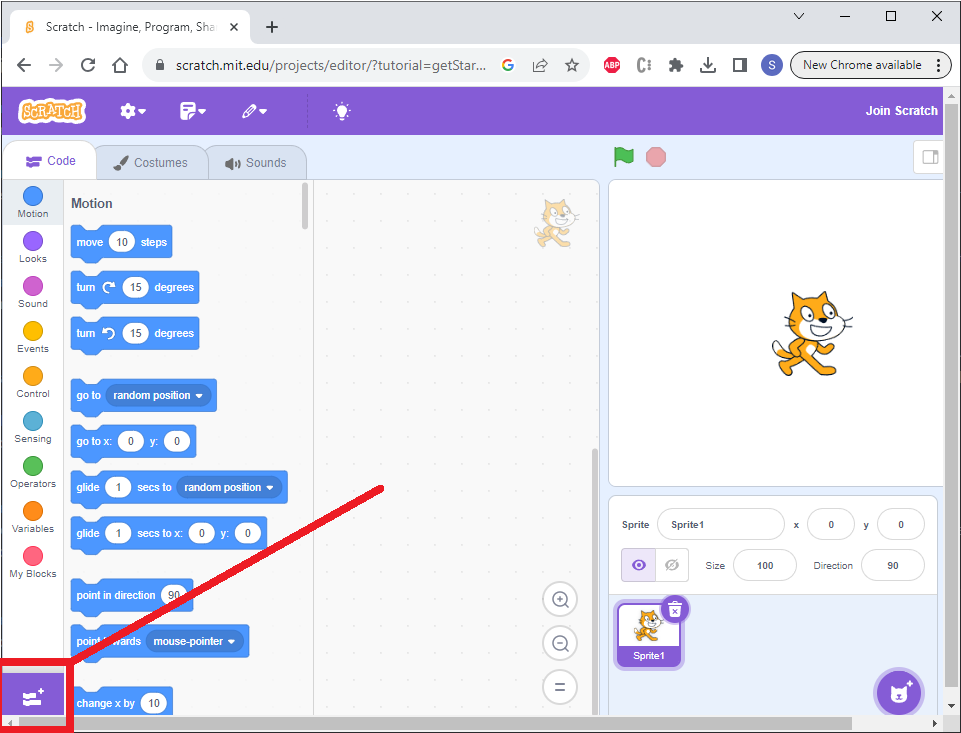 Scratch - Imagine, Program, Sha
scratch.mit.edu/projects/editor/?tutorial=getStar...
G
ABP
S
New Chrome available
SCRATCH
Join Scratch
Code
Costumes
Sounds
Motion
Looks
Sound
Events
Control
Sensing
Operators
Variables
My Blocks
Motion
move 10 steps
turn 15 degrees
turn 15 degrees
go to random position
go to x: 0 y: 0
glide 1 secs to random position
glide 1 secs to x: 0 y: 0
point in direction 90
point towards mouse-pointer
change x by 10
Sprite Sprite1 x 0 y 0
Size 100 Direction 90
Sprite1